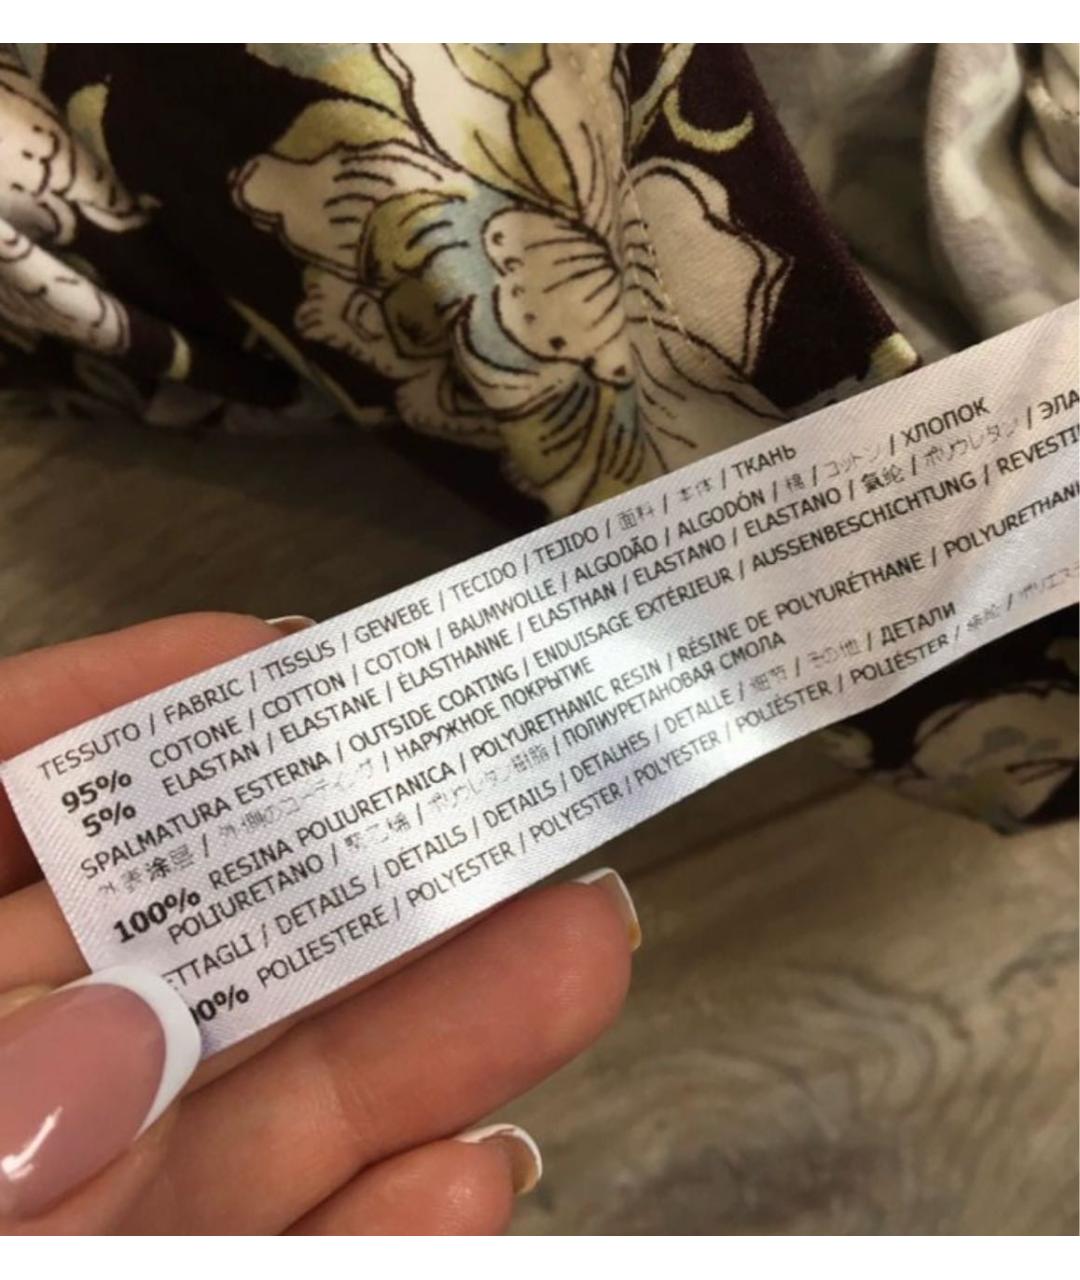 TESSUTO / FABRIC / TISSUS / GEWEBE / TECIDO / TEJIDO / 面料 / 本体 / ТКАНЬ
95% COTONE / COTTON / COTON / BAUMWOLLE / ALGODÃO / ALGODÓN / 棉 / コットン / ХЛОПОК
5% ELASTAN / ELASTANE / ÉLASTHANNE / ELASTHAN / ELASTANO / ELASTANO / 氨纶 / ポリウレタン / ЭЛА
SPALMATURA ESTERNA / OUTSIDE COATING / ENDUISAGE EXTÉRIEUR / AUSSENBESCHICHTUNG / REVESTI
外表涂层 / 外側のコーティング / НАРУЖНОЕ ПОКРЫТИЕ
100% RESINA POLIURETANICA / POLYURETHANIC RESIN / RÉSINE DE POLYURÉTHANE / POLYURETHAN
POLIURETANO / 聚乙烯 / ポリウレタン樹脂 / ПОЛИУРЕТАНОВАЯ СМОЛА
ETTAGLI / DETAILS / DÉTAILS / DETAILS / DETALHES / DETALLE / 细节 / その他 / ДЕТАЛИ
00% POLIESTERE / POLYESTER / POLYESTER / POLYESTER / POLIÉSTER / POLIÉSTER / / ポリエステ